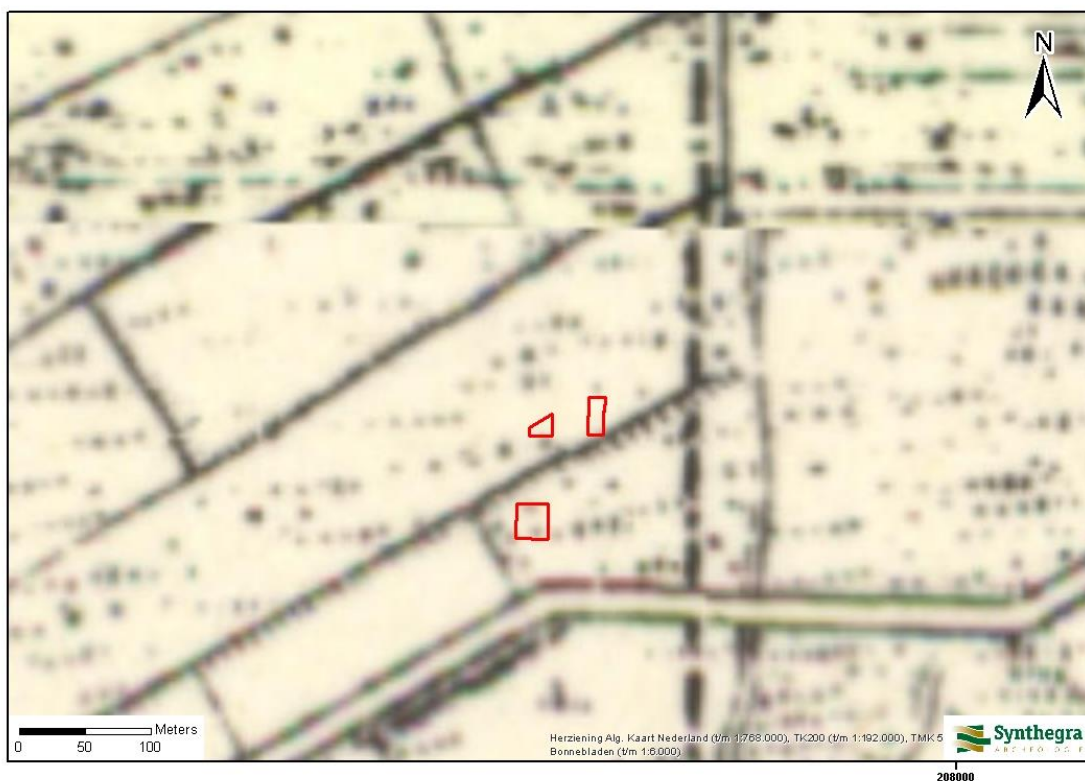 N
Meters
0 50 100
Herziening Alg. Kaart Nederland (t/m 1:768.000), TK200 (t/m 1:192.000), TMK 5
Bonnebladen (t/m 1:6.000)
Synthegra
ARCHEOLOGIE
208000